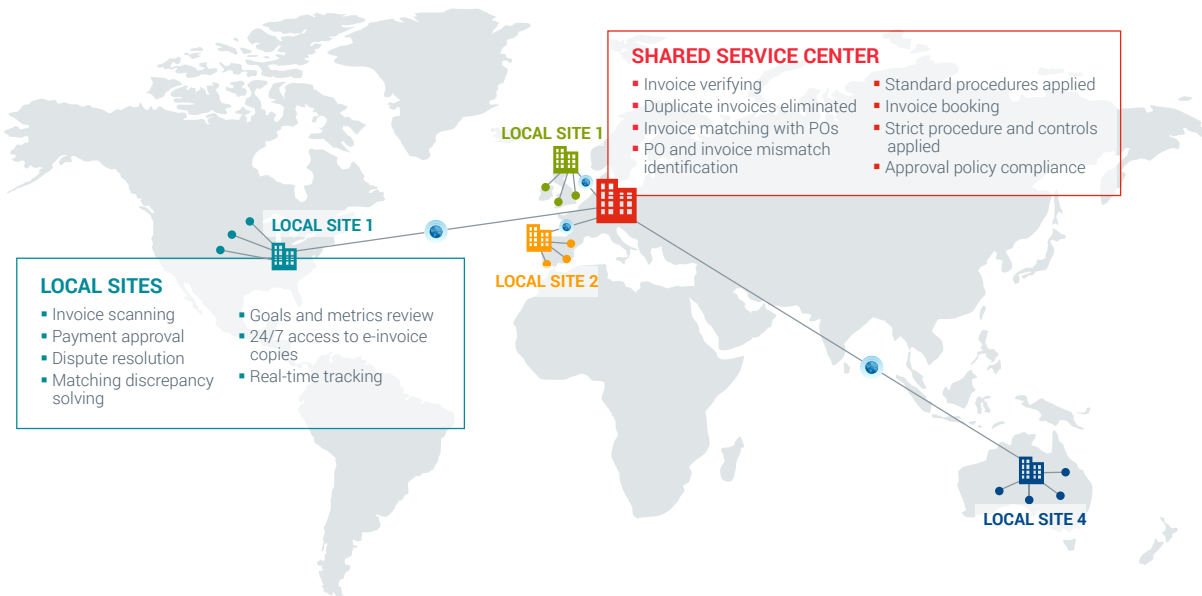 SHARED SERVICE CENTER
Invoice verifying
Duplicate invoices eliminated
Invoice matching with POs
PO and invoice mismatch
identification
Standard procedures applied
Invoice booking
Strict procedure and controls
applied
Approval policy compliance
LOCAL SITE 1
LOCAL SITE 1
LOCAL SITE 2
LOCAL SITES
Invoice scanning
Payment approval
Dispute resolution
Matching discrepancy
solving
Goals and metrics review
24/7 access to e-invoice
copies
Real-time tracking
LOCAL SITE 4